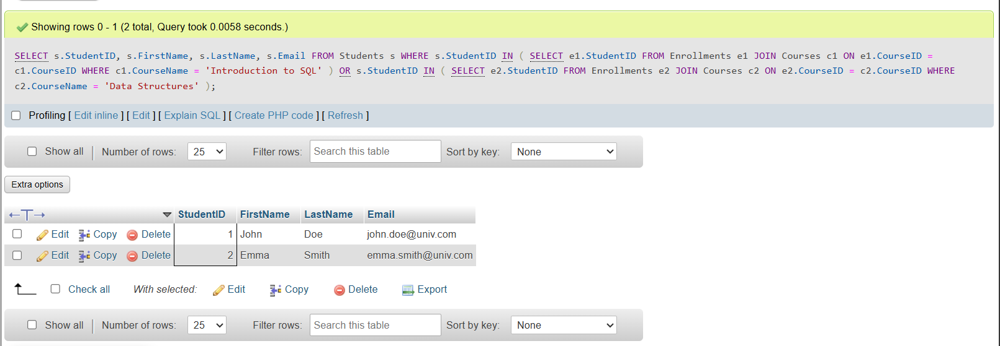 Showing rows 0 - 1 (2 total, Query took 0.0058 seconds.)
SELECT s.StudentID, s.FirstName, s.LastName, s.Email FROM Students s WHERE s.StudentID IN ( SELECT e1.StudentID FROM Enrollments e1 JOIN Courses c1 ON e1.CourseID =
c1.CourseID WHERE c1.CourseName = 'Introduction to SQL' ) OR s.StudentID IN ( SELECT e2.StudentID FROM Enrollments e2 JOIN Courses c2 ON e2.CourseID = c2.CourseID WHERE
c2.CourseName = 'Data Structures' );
Profiling [ Edit inline ] [ Edit ] [ Explain SQL ] [ Create PHP code ] [ Refresh ]
Show all | Number of rows: 25 Filter rows: Search this table Sort by key: None
Extra options
StudentID FirstName LastName Email
Edit Copy Delete 1 John Doe john.doe@univ.com
Edit Copy Delete 2 Emma Smith emma.smith@univ.com
Check all With selected: Edit Copy Delete Export
Show all | Number of rows: 25 Filter rows: Search this table Sort by key: None